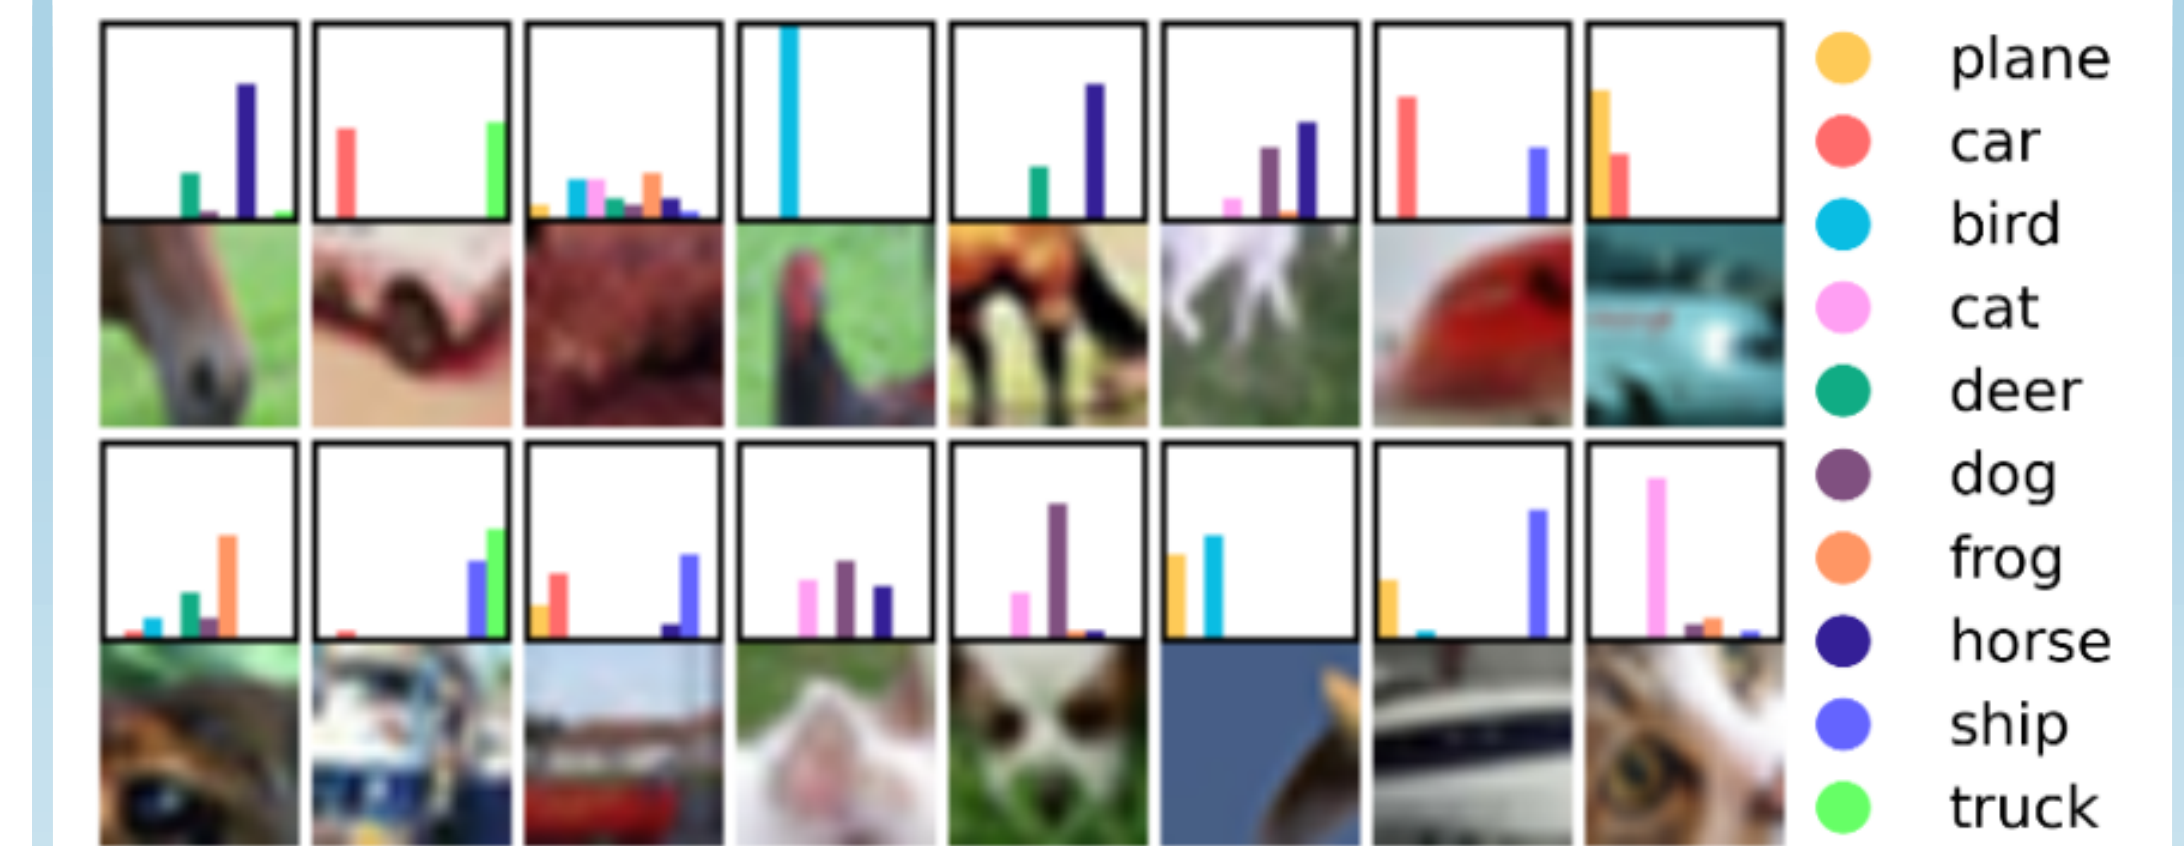 plane
car
bird
cat
deer
dog
frog
horse
ship
truck